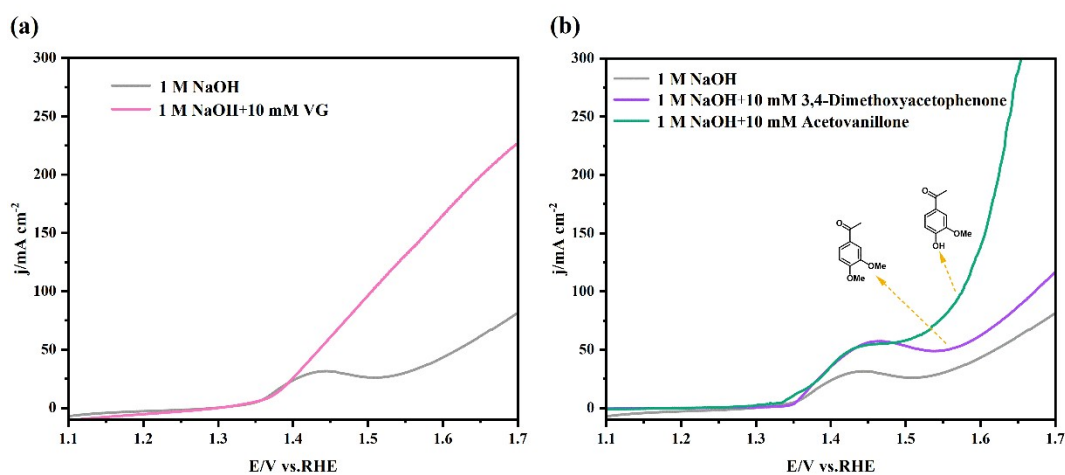 (a)
300
250
200
150
100
50
0
j/mA cm-2
1 M NaOH
1 M NaOH+10 mM VG
1.1 1.2 1.3 1.4 1.5 1.6 1.7
E/V vs.RHE
(b)
300
250
200
150
100
50
0
j/mA cm-2
1 M NaOH
1 M NaOH+10 mM 3,4-Dimethoxyacetophenone
1 M NaOH+10 mM Acetovanillone
O
OMe
OMe
O
OMe
OH
1.1 1.2 1.3 1.4 1.5 1.6 1.7
E/V vs.RHE